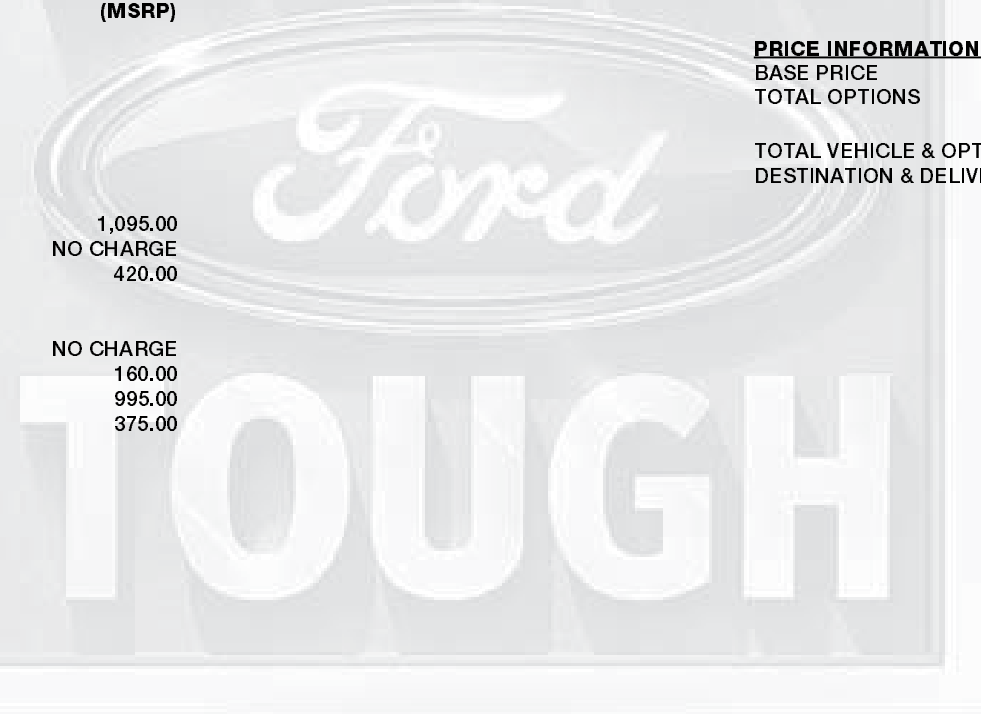 (MSRP)
PRICE INFORMATION
BASE PRICE
TOTAL OPTIONS
TOTAL VEHICLE & OPT
DESTINATION & DELIV
1,095.00
NO CHARGE
420.00
NO CHARGE
160.00
995.00
375.00
Ford
TOUGH